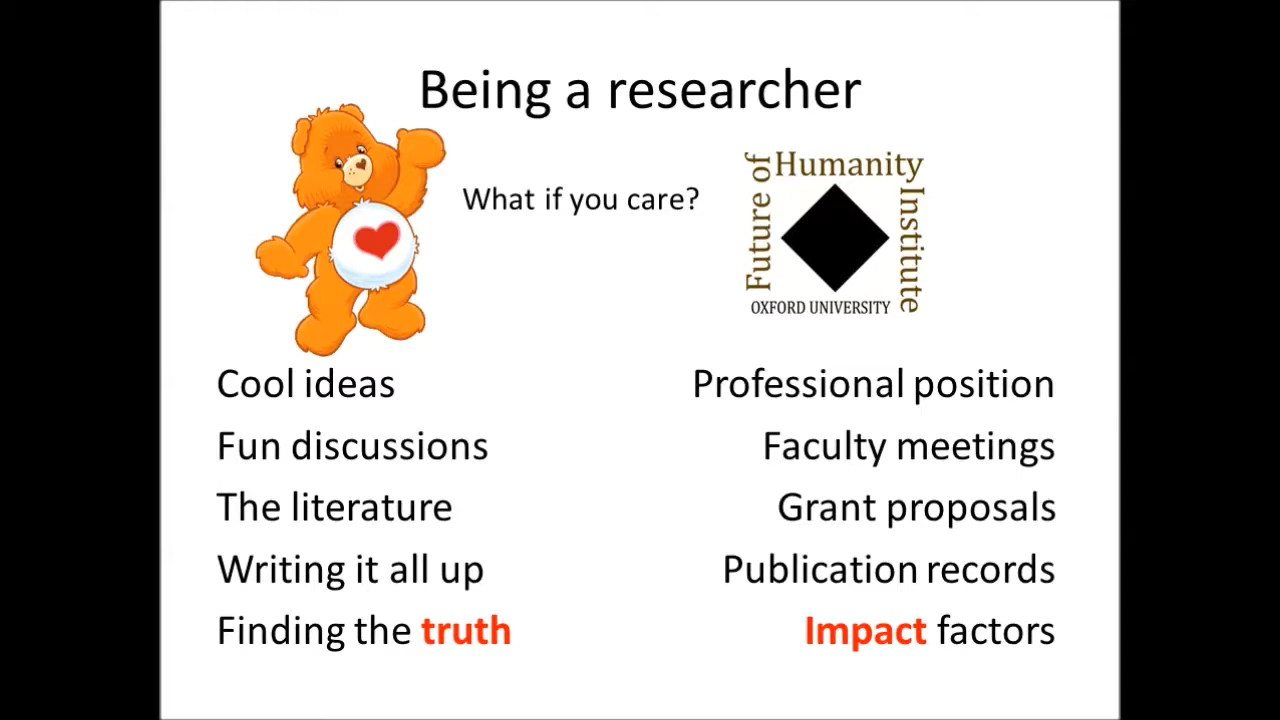 Being a researcher
What if you care?
Future of
Humanity
Institute
OXFORD UNIVERSITY
Cool ideas
Professional position
Fun discussions
Faculty meetings
The literature
Grant proposals
Writing it all up
Publication records
Finding the truth
Impact factors